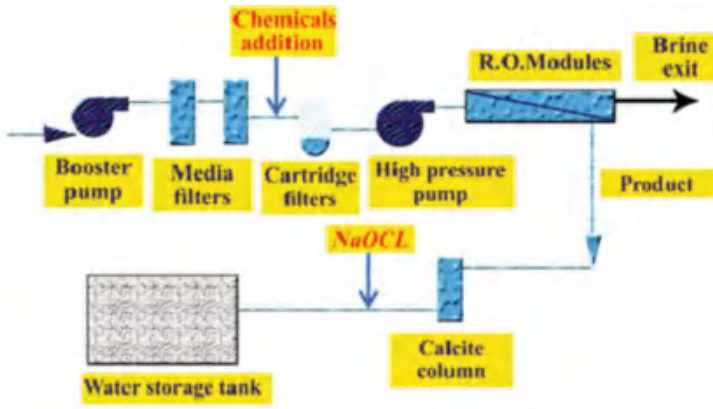 Chemicals
addition
Brine
exit
R.O.Modules
Booster
pump
Media
filters
Cartridge
filters
High pressure
pump
Product
NaOCL
Calcite
column
Water storage tank